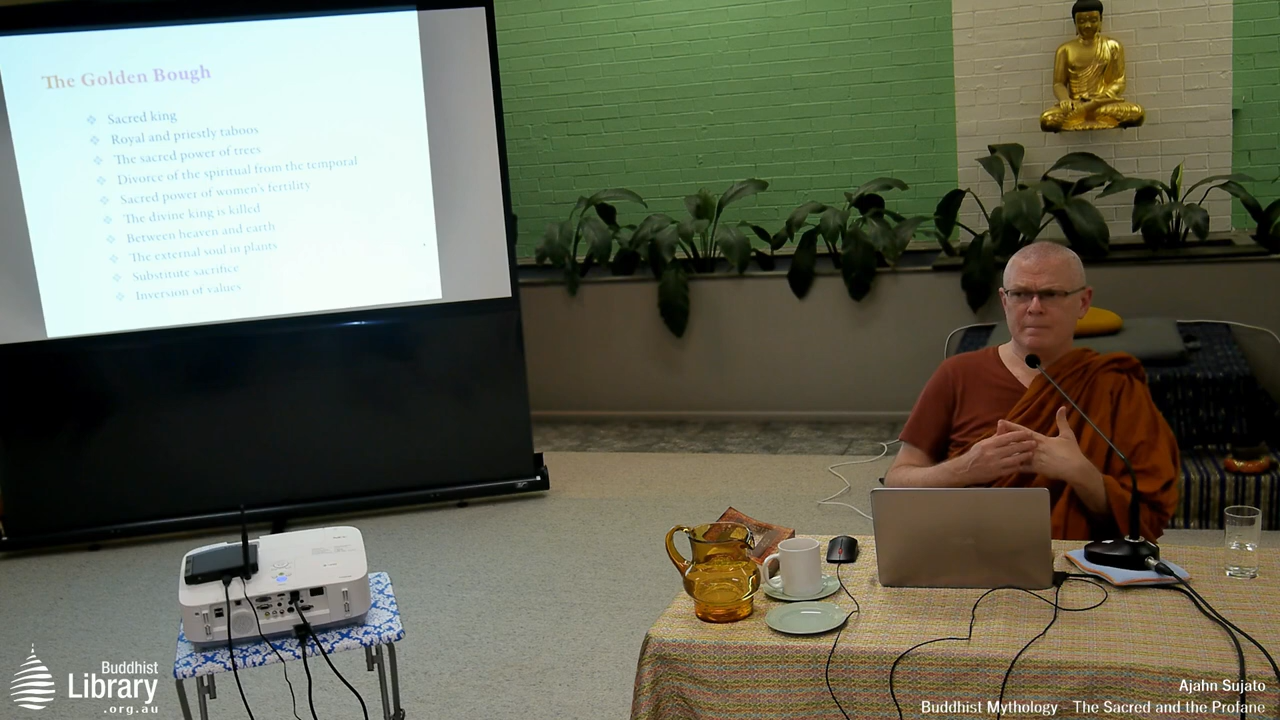 The Golden Bough
Sacred king
Royal and priestly taboos
The sacred power of trees
Divorce of the spiritual from the temporal
Sacred power of women's fertility
The divine king is killed
Between heaven and earth
The external soul in plants
Substitute sacrifice
Inversion of values
Buddhist
Library
.org.au
Ajahn Sujato
Buddhist Mythology The Sacred and the Profane